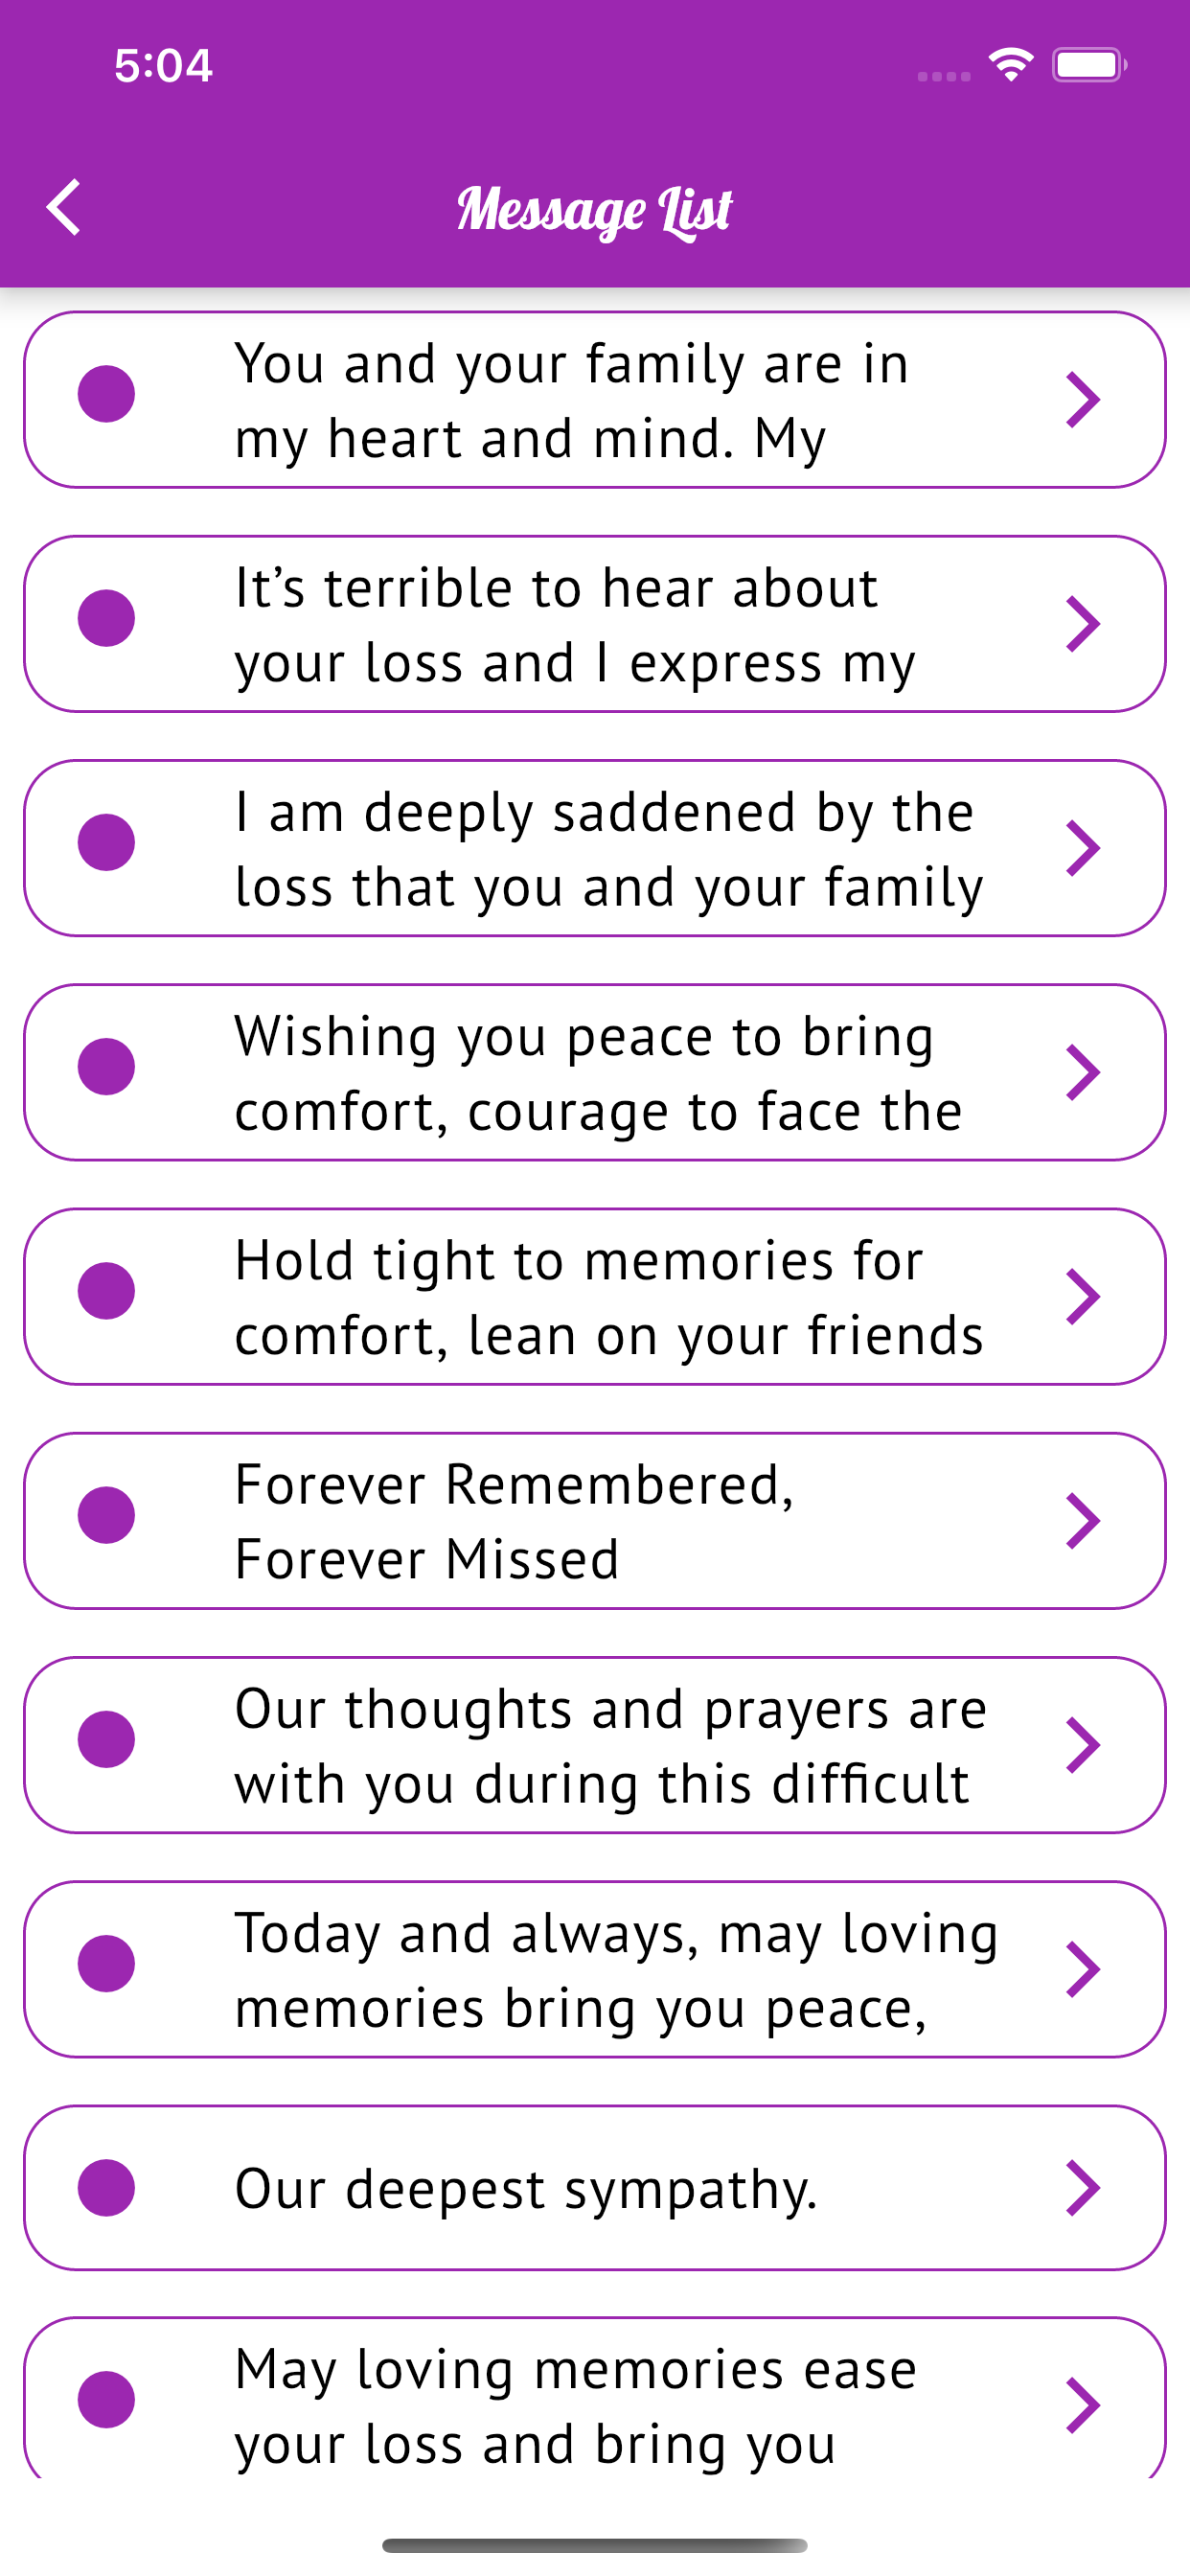 5:04
Message List
You and your family are in
my heart and mind. My
It’s terrible to hear about
your loss and I express my
I am deeply saddened by the
loss that you and your family
Wishing you peace to bring
comfort, courage to face the
Hold tight to memories for
comfort, lean on your friends
Forever Remembered,
Forever Missed
Our thoughts and prayers are
with you during this difficult
Today and always, may loving
memories bring you peace,
Our deepest sympathy.
May loving memories ease
your loss and bring you